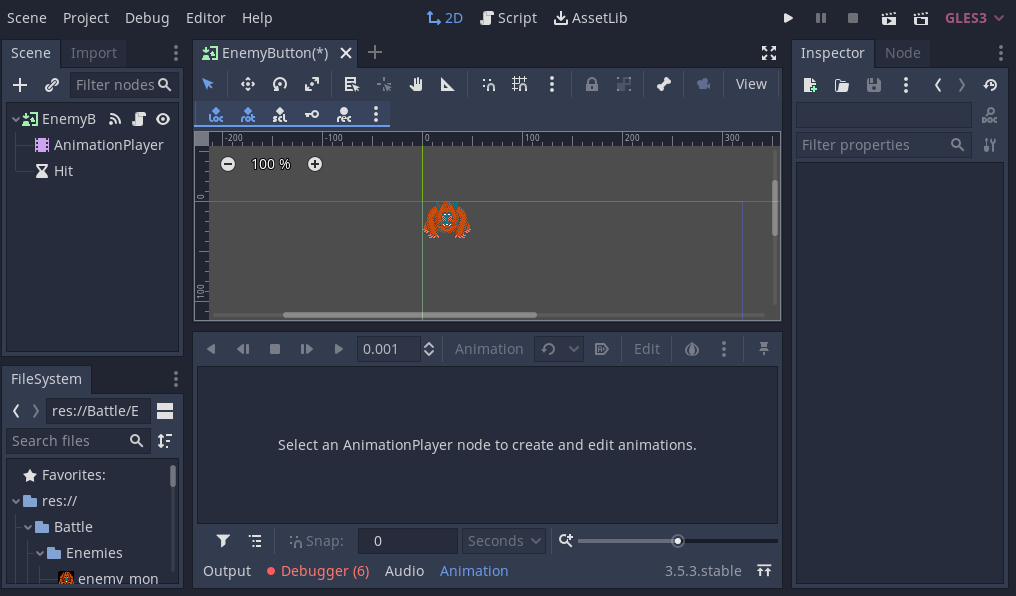 Scene Project Debug Editor Help 2D Script AssetLib GLES3
Scene Import
Filter nodes
EnemyB
AnimationPlayer
Hit
EnemyButton(*)
View
loc rot scl rec
-200 -100 0 100 200 300
0
100
100 %
0.001 Animation Edit
Select an AnimationPlayer node to create and edit animations.
Snap: 0 Seconds
Output Debugger (6) Audio Animation 3.5.3.stable
FileSystem
res://Battle/E
Search files
Favorites:
res://
Battle
Enemies
enemy_mon
Inspector Node
DOC
Filter properties